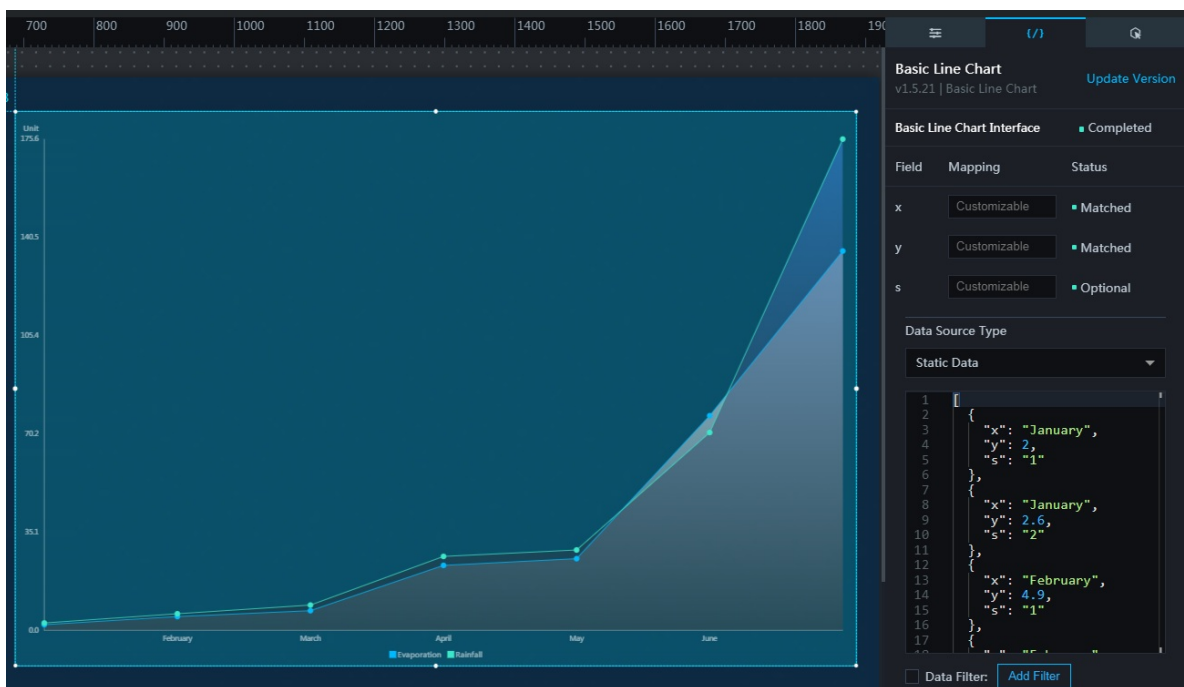 700 800 900 1000 1100 1200 1300 1400 1500 1600 1700 1800 190
Unit
175.6
140.5
105.4
70.2
35.1
0.0
February March April May June
Evaporation Rainfall
{/}
Basic Line Chart
v1.5.21 | Basic Line Chart
Update Version
Basic Line Chart Interface Completed
Field Mapping Status
x Customizable Matched
y Customizable Matched
s Customizable Optional
Data Source Type
Static Data
1 [
2 {
3 "x": "January",
4 "y": 2,
5 "s": "1"
6 },
7 {
8 "x": "January",
9 "y": 2.6,
10 "s": "2"
11 },
12 {
13 "x": "February",
14 "y": 4.9,
15 "s": "1"
16 },
17 {
Data Filter: Add Filter